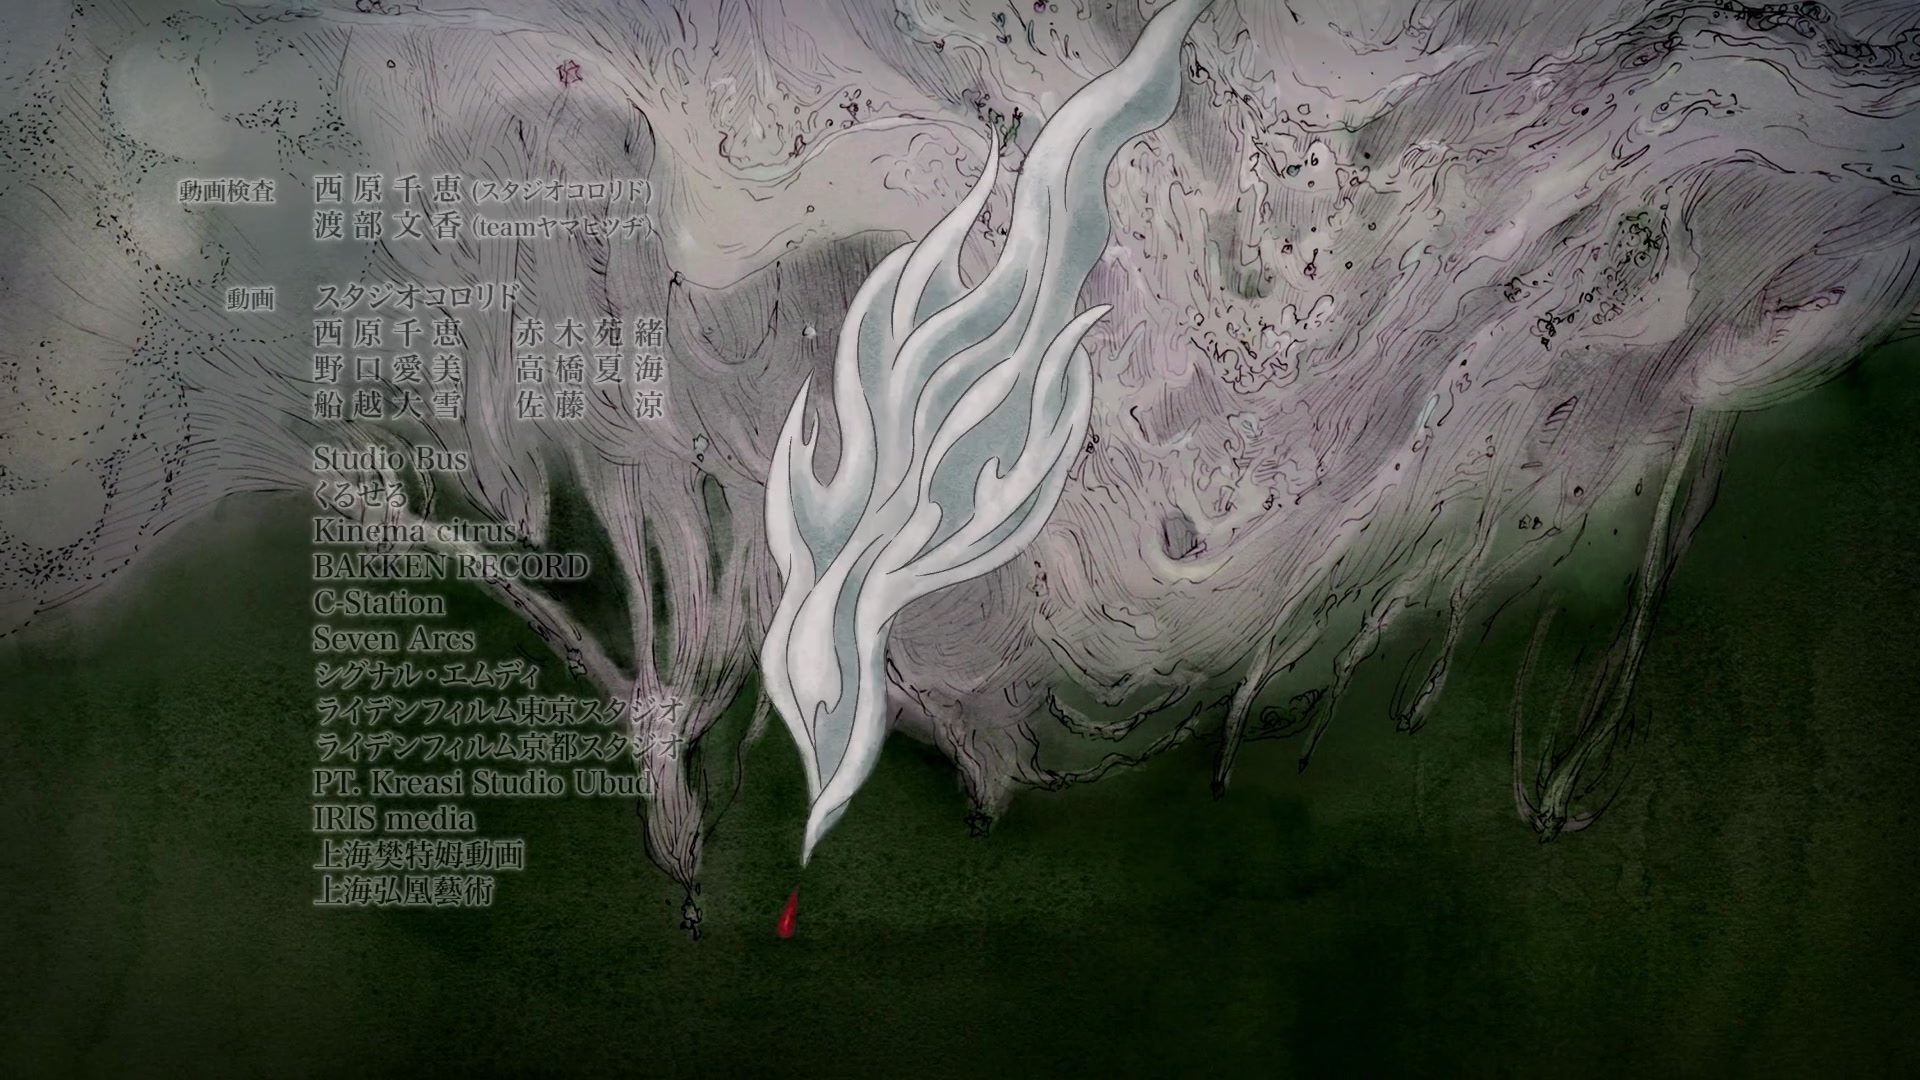 動画検査 西原千恵 (スタジオコロリド)
渡部文香 (teamヤマヒツヂ)
動画 スタジオコロリド
西原千恵 赤木苑緒
野口愛美 高橋夏海
船越大雪 佐藤 涼
Studio Bus
くるせる
Kinema citrus
BAKKEN RECORD
C-Station
Seven Arcs
シグナル・エムディ
ライデンフィルム東京スタジオ
ライデンフィルム京都スタジオ
PT. Kreasi Studio Ubud
IRIS media
上海樊特姆動画
上海弘凰藝術